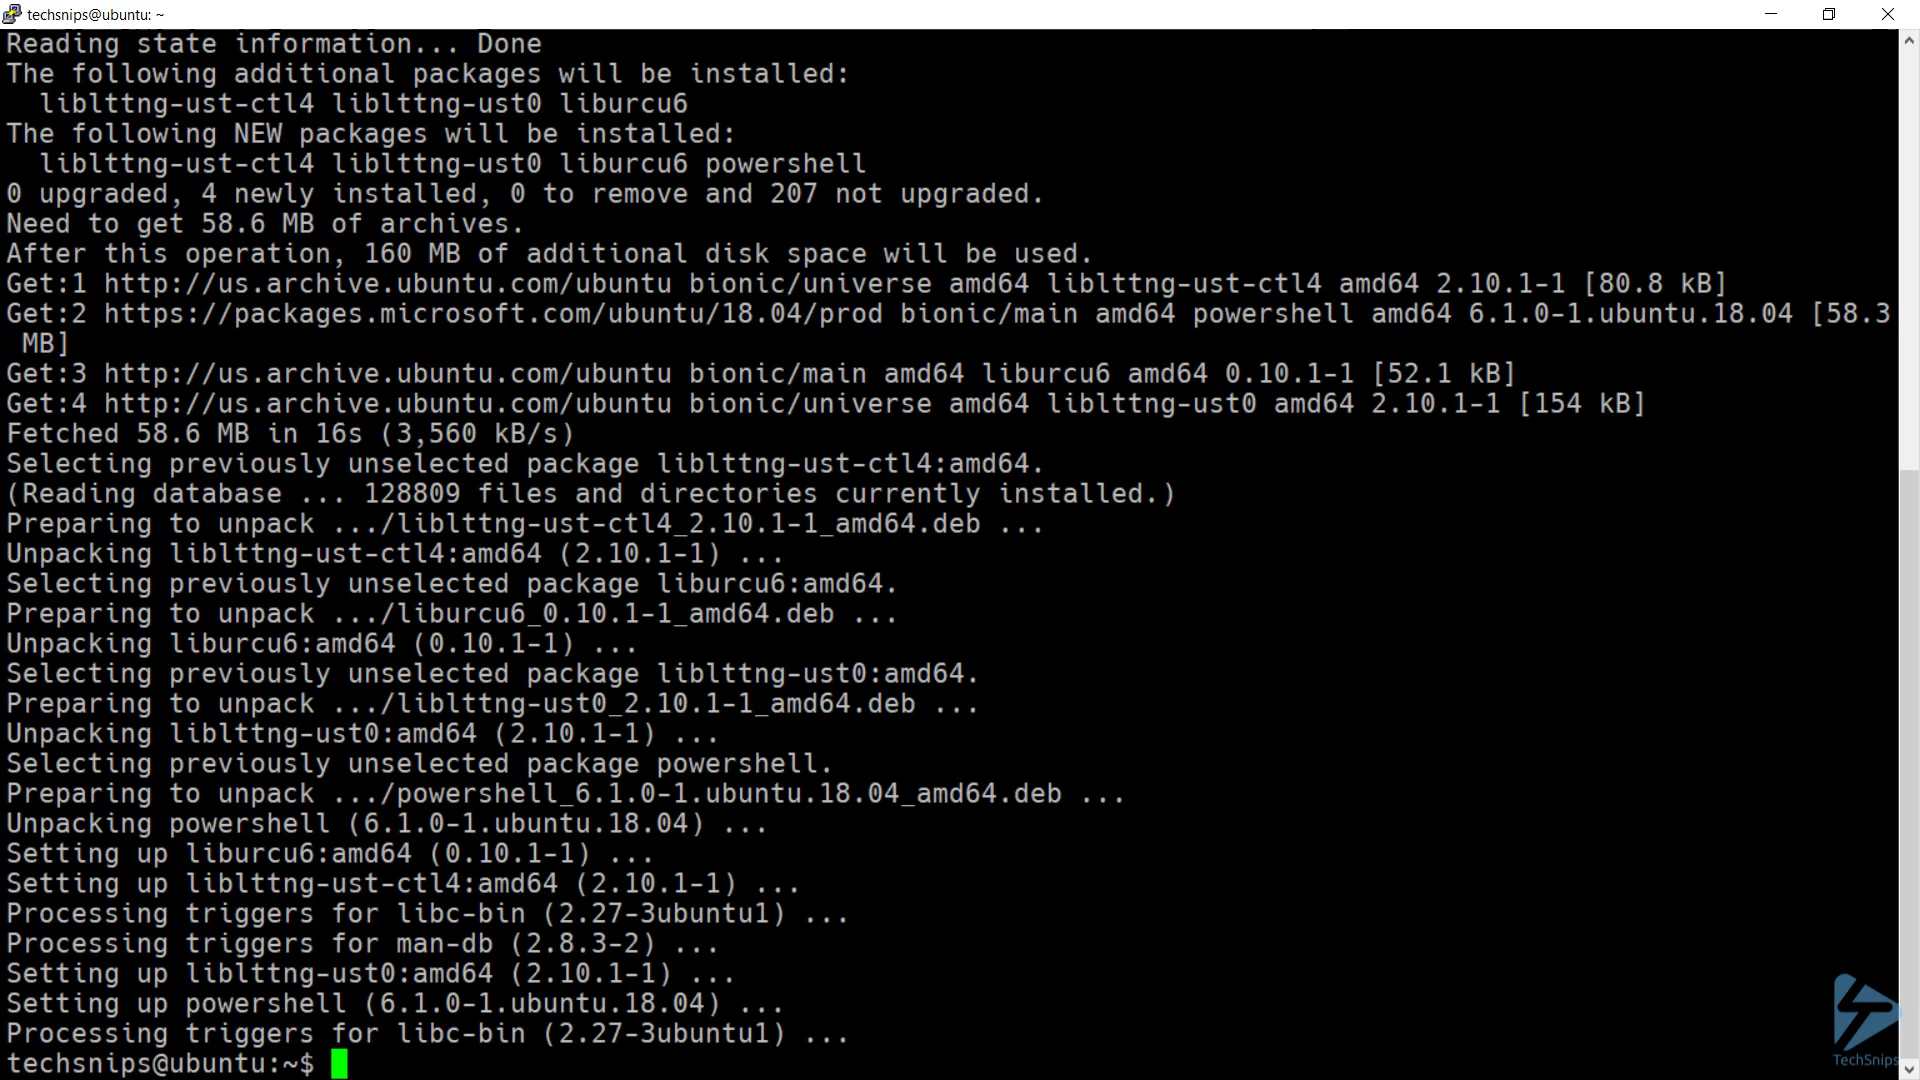 techsnips@ubuntu: ~
Reading state information... Done
The following additional packages will be installed:
  liblttng-ust-ctl4 liblttng-ust0 liburcu6
The following NEW packages will be installed:
  liblttng-ust-ctl4 liblttng-ust0 liburcu6 powershell
0 upgraded, 4 newly installed, 0 to remove and 207 not upgraded.
Need to get 58.6 MB of archives.
After this operation, 160 MB of additional disk space will be used.
Get:1 http://us.archive.ubuntu.com/ubuntu bionic/universe amd64 liblttng-ust-ctl4 amd64 2.10.1-1 [80.8 kB]
Get:2 https://packages.microsoft.com/ubuntu/18.04/prod bionic/main amd64 powershell amd64 6.1.0-1.ubuntu.18.04 [58.3
 MB]
Get:3 http://us.archive.ubuntu.com/ubuntu bionic/main amd64 liburcu6 amd64 0.10.1-1 [52.1 kB]
Get:4 http://us.archive.ubuntu.com/ubuntu bionic/universe amd64 liblttng-ust0 amd64 2.10.1-1 [154 kB]
Fetched 58.6 MB in 16s (3,560 kB/s)
Selecting previously unselected package liblttng-ust-ctl4:amd64.
(Reading database ... 128809 files and directories currently installed.)
Preparing to unpack .../liblttng-ust-ctl4_2.10.1-1_amd64.deb ...
Unpacking liblttng-ust-ctl4:amd64 (2.10.1-1) ...
Selecting previously unselected package liburcu6:amd64.
Preparing to unpack .../liburcu6_0.10.1-1_amd64.deb ...
Unpacking liburcu6:amd64 (0.10.1-1) ...
Selecting previously unselected package liblttng-ust0:amd64.
Preparing to unpack .../liblttng-ust0_2.10.1-1_amd64.deb ...
Unpacking liblttng-ust0:amd64 (2.10.1-1) ...
Selecting previously unselected package powershell.
Preparing to unpack .../powershell_6.1.0-1.ubuntu.18.04_amd64.deb ...
Unpacking powershell (6.1.0-1.ubuntu.18.04) ...
Setting up liburcu6:amd64 (0.10.1-1) ...
Setting up liblttng-ust-ctl4:amd64 (2.10.1-1) ...
Processing triggers for libc-bin (2.27-3ubuntu1) ...
Processing triggers for man-db (2.8.3-2) ...
Setting up liblttng-ust0:amd64 (2.10.1-1) ...
Setting up powershell (6.1.0-1.ubuntu.18.04) ...
Processing triggers for libc-bin (2.27-3ubuntu1) ...
techsnips@ubuntu:~$
TechSnips